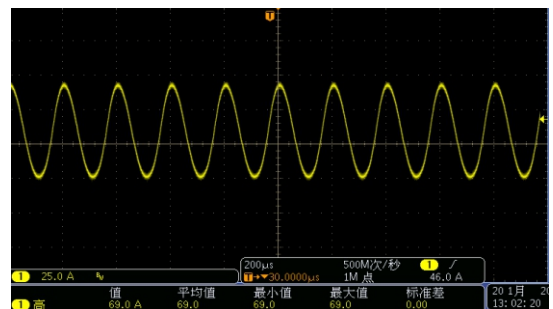 T
200μs 500M次/秒 1 ∫
1 25.0 A T→▼30.0000μs 1M 点 46.0 A
值 平均值 最小值 最大值 标准差
1 高 69.0 A 69.0 69.0 69.0 0.00
20 1月 20
13:02:20